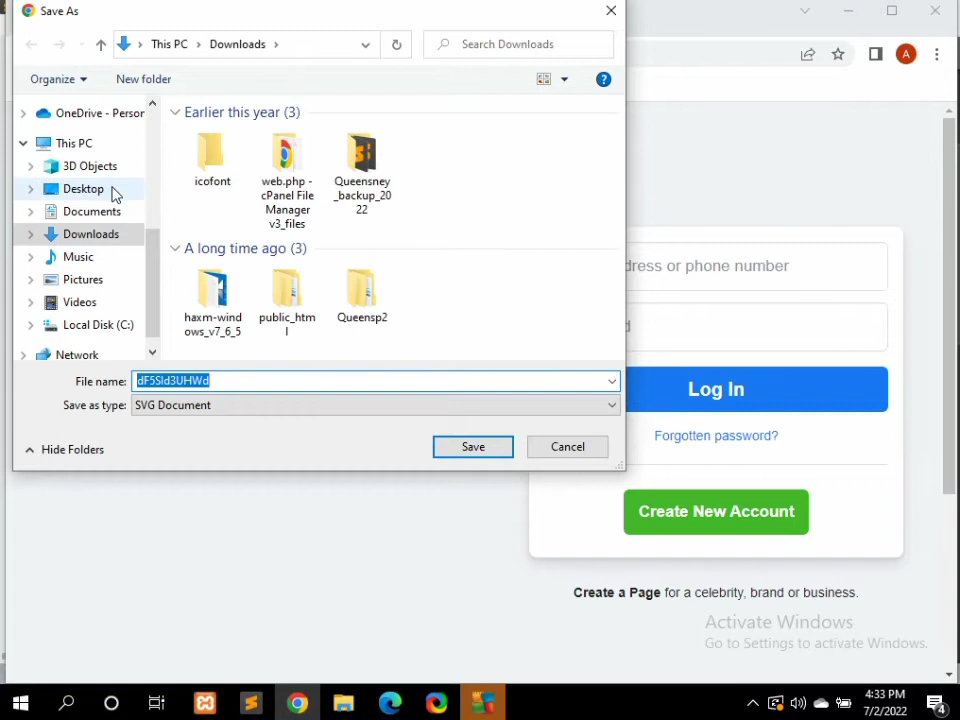 Save As
This PC
Downloads
Search Downloads
Organize
New folder
OneDrive - Person
This PC
3D Objects
Desktop
Documents
Downloads
Music
Pictures
Videos
Local Disk (C:)
Network
Earlier this year (3)
icofont
web.php -
cPanel File
Manager
v3_files
Queensney
_backup_20
22
A long time ago (3)
haxm-wind
ows_v7_6_5
public_htm
l
Queensp2
File name:
dF5SId3UHWd
Save as type:
SVG Document
Hide Folders
Save
Cancel
A
dress or phone number
d
Log In
Forgotten password?
Create New Account
Create a Page for a celebrity, brand or business.
Activate Windows
Go to Settings to activate Windows.
4:33 PM
7/2/2022
4